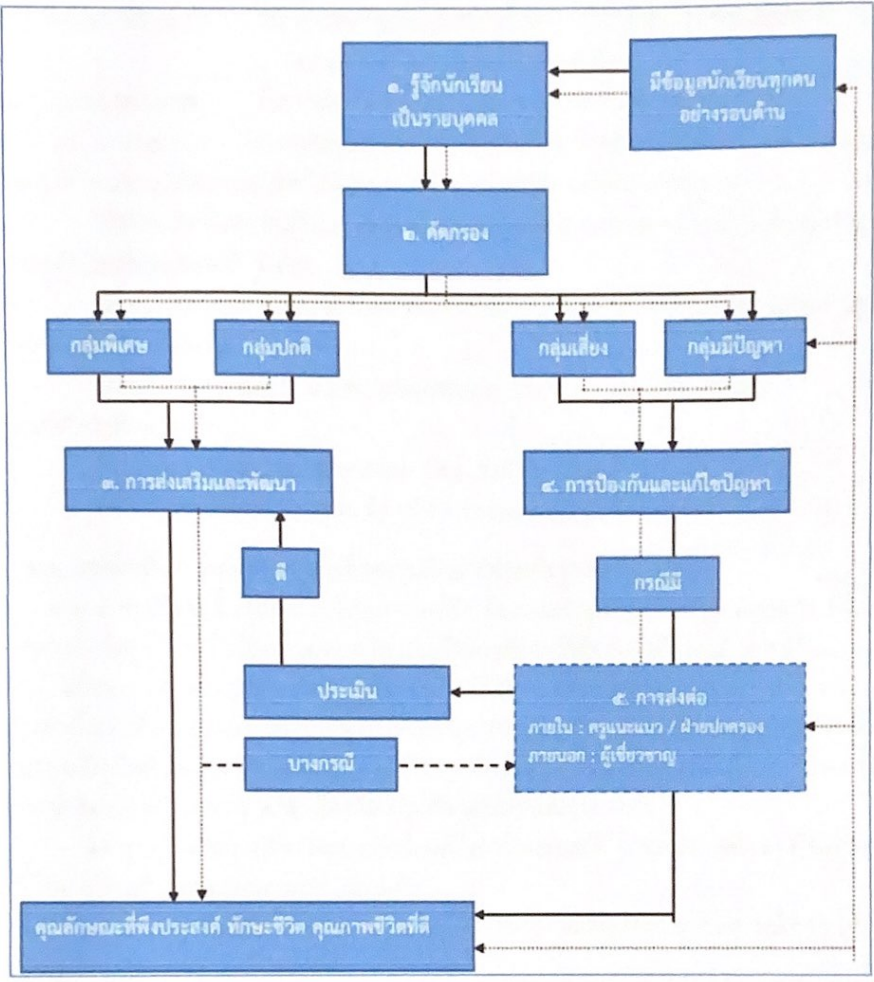 ๑. รู้จักนักเรียน
เป็นรายบุคคล
มีข้อมูลนักเรียนทุกคน
อย่างรอบด้าน
๒. คัดกรอง
กลุ่มพิเศษ
กลุ่มปกติ
กลุ่มเสี่ยง
กลุ่มมีปัญหา
๓. การส่งเสริมและพัฒนา
๔. การป้องกันและแก้ไขปัญหา
ดี
กรณีมี
ประเมิน
๕. การส่งต่อ
ภายใน : ครูแนะแนว / ฝ่ายปกครอง
ภายนอก : ผู้เชี่ยวชาญ
บางกรณี
คุณลักษณะที่พึงประสงค์ ทักษะชีวิต คุณภาพชีวิตที่ดี